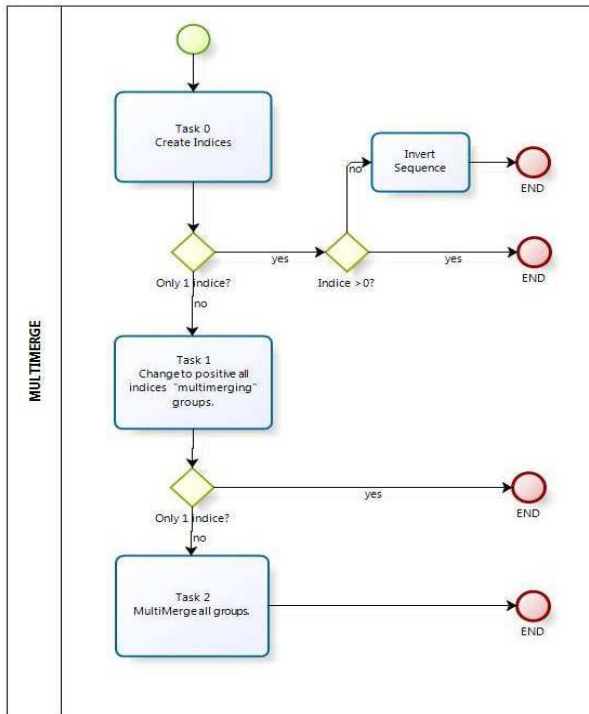 MULTIMERGE
Task 0
Create Indices
Invert
Sequence
no
END
yes
yes
Only 1 indice?
Indice >0?
END
no
Task 1
Change to positive all
indices "multimerging"
groups.
yes
Only 1 indice?
END
no
Task 2
MultiMerge all groups.
END